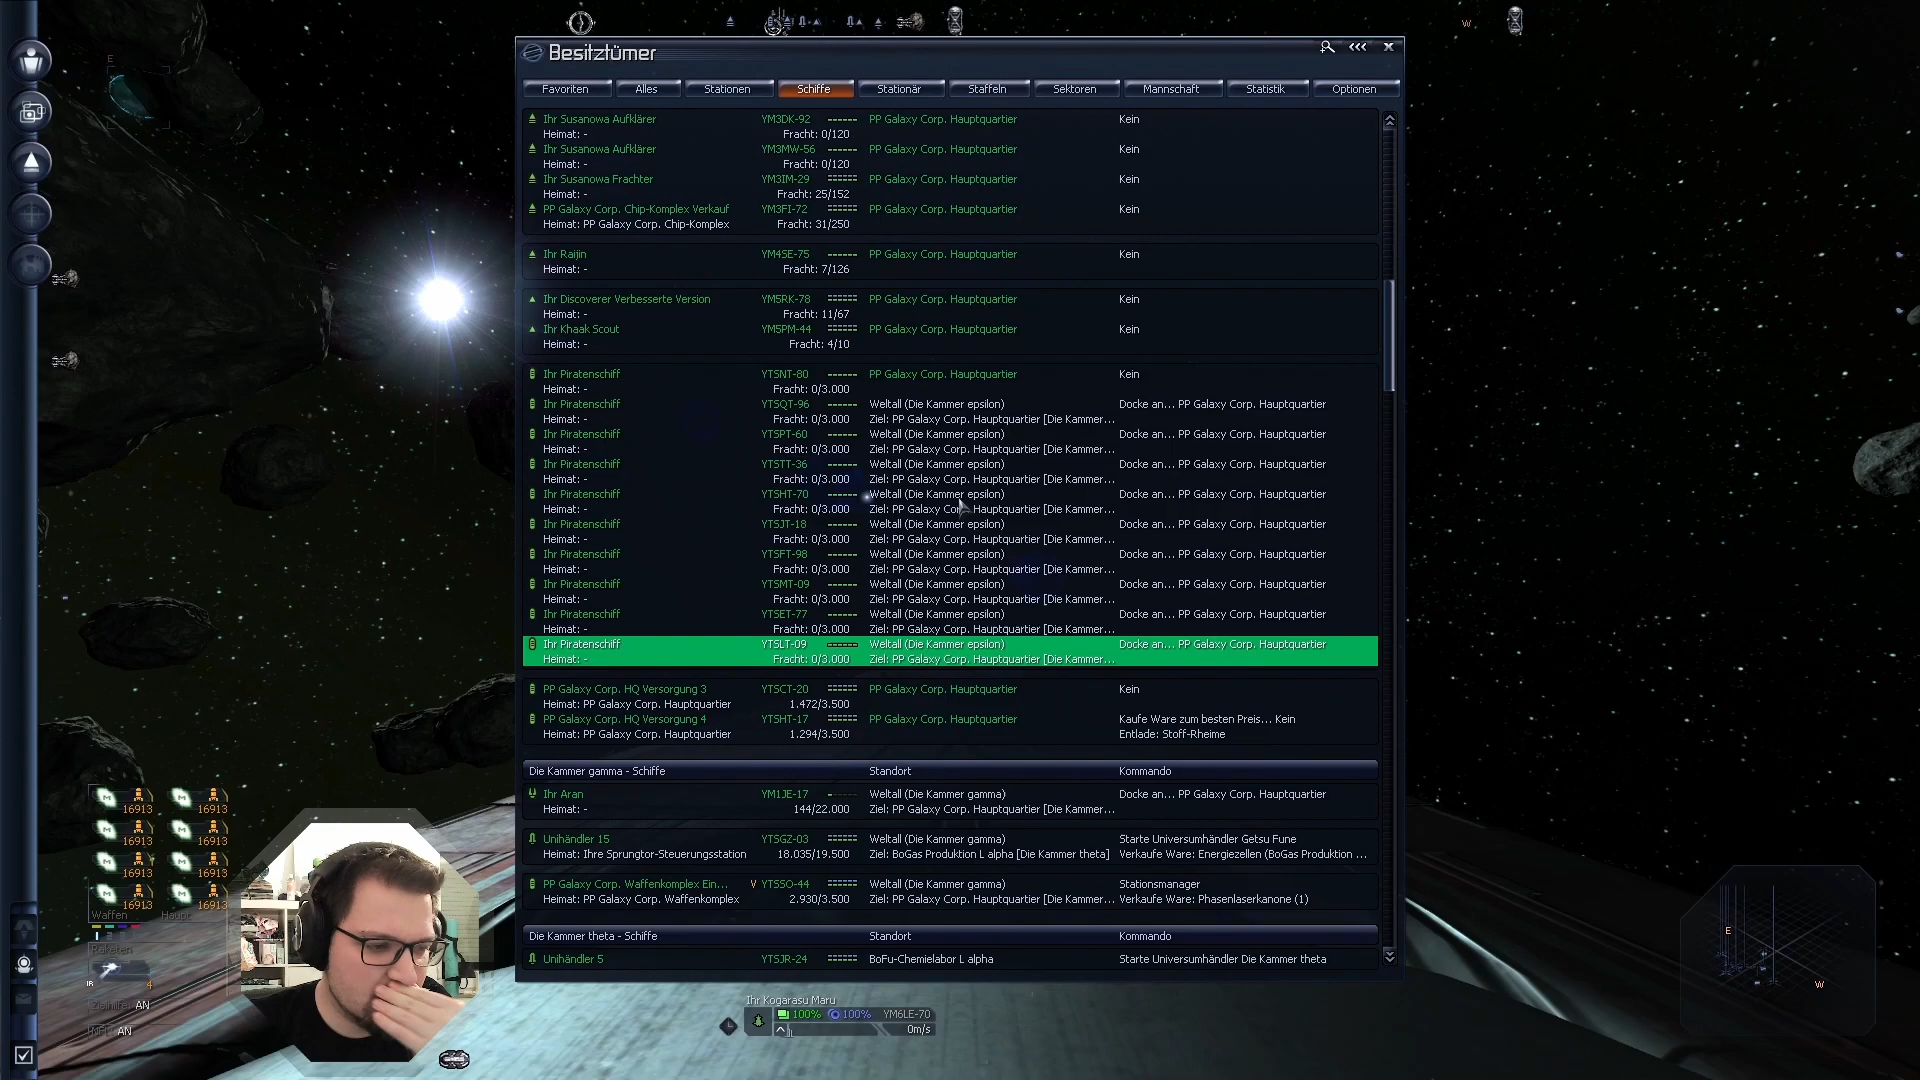 Besitztümer
Favoriten Alles Stationen Schiffe Stationär Staffeln Sektoren Mannschaft Statistik Optionen
Ihr Susanowa Aufklärer YM3DK-92 PP Galaxy Corp. Hauptquartier Kein
Heimat: - Fracht: 0/120
Ihr Susanowa Aufklärer YM3MW-56 PP Galaxy Corp. Hauptquartier Kein
Heimat: - Fracht: 0/120
Ihr Susanowa Frachter YM3IM-29 PP Galaxy Corp. Hauptquartier Kein
Heimat: - Fracht: 25/152
PP Galaxy Corp. Chip-Komplex Verkauf YM3FI-72 PP Galaxy Corp. Hauptquartier Kein
Heimat: PP Galaxy Corp. Chip-Komplex Fracht: 31/250
Ihr Raijin YM4SE-75 PP Galaxy Corp. Hauptquartier Kein
Heimat: - Fracht: 7/126
Ihr Discoverer Verbesserte Version YM5RK-78 PP Galaxy Corp. Hauptquartier Kein
Heimat: - Fracht: 11/67
Ihr Khaak Scout YM5PM-44 PP Galaxy Corp. Hauptquartier Kein
Heimat: - Fracht: 4/10
Ihr Piratenschiff YTSNT-80 PP Galaxy Corp. Hauptquartier Kein
Heimat: - Fracht: 0/3.000
Ihr Piratenschiff YTSQT-96 Weltall (Die Kammer epsilon) Docke an... PP Galaxy Corp. Hauptquartier
Heimat: - Fracht: 0/3.000 Ziel: PP Galaxy Corp. Hauptquartier [Die Kammer...
Ihr Piratenschiff YTSPT-60 Weltall (Die Kammer epsilon) Docke an... PP Galaxy Corp. Hauptquartier
Heimat: - Fracht: 0/3.000 Ziel: PP Galaxy Corp. Hauptquartier [Die Kammer...
Ihr Piratenschiff YTSTT-36 Weltall (Die Kammer epsilon) Docke an... PP Galaxy Corp. Hauptquartier
Heimat: - Fracht: 0/3.000 Ziel: PP Galaxy Corp. Hauptquartier [Die Kammer...
Ihr Piratenschiff YTSHT-70 Weltall (Die Kammer epsilon) Docke an... PP Galaxy Corp. Hauptquartier
Heimat: - Fracht: 0/3.000 Ziel: PP Galaxy Corp. Hauptquartier [Die Kammer...
Ihr Piratenschiff YTSJT-18 Weltall (Die Kammer epsilon) Docke an... PP Galaxy Corp. Hauptquartier
Heimat: - Fracht: 0/3.000 Ziel: PP Galaxy Corp. Hauptquartier [Die Kammer...
Ihr Piratenschiff YTSFT-98 Weltall (Die Kammer epsilon) Docke an... PP Galaxy Corp. Hauptquartier
Heimat: - Fracht: 0/3.000 Ziel: PP Galaxy Corp. Hauptquartier [Die Kammer...
Ihr Piratenschiff YTSMT-09 Weltall (Die Kammer epsilon) Docke an... PP Galaxy Corp. Hauptquartier
Heimat: - Fracht: 0/3.000 Ziel: PP Galaxy Corp. Hauptquartier [Die Kammer...
Ihr Piratenschiff YTSET-77 Weltall (Die Kammer epsilon) Docke an... PP Galaxy Corp. Hauptquartier
Heimat: - Fracht: 0/3.000 Ziel: PP Galaxy Corp. Hauptquartier [Die Kammer...
Ihr Piratenschiff YTSLT-09 Weltall (Die Kammer epsilon) Docke an... PP Galaxy Corp. Hauptquartier
Heimat: - Fracht: 0/3.000 Ziel: PP Galaxy Corp. Hauptquartier [Die Kammer...
PP Galaxy Corp. HQ Versorgung 3 YTSCT-20 PP Galaxy Corp. Hauptquartier Kein
Heimat: PP Galaxy Corp. Hauptquartier 1.472/3.500
PP Galaxy Corp. HQ Versorgung 4 YTSHT-17 PP Galaxy Corp. Hauptquartier Kaufe Ware zum besten Preis... Kein
Heimat: PP Galaxy Corp. Hauptquartier 1.294/3.500 Entlade: Stoff-Rheime
Die Kammer gamma - Schiffe Standort Kommando
Ihr Aran YM1JE-17 Weltall (Die Kammer gamma) Docke an... PP Galaxy Corp. Hauptquartier
Heimat: - 144/22.000 Ziel: PP Galaxy Corp. Hauptquartier [Die Kammer...
Unihändler 15 YTSGZ-03 Weltall (Die Kammer gamma) Starte Universumhändler Getsu Fune
Heimat: Ihre Sprungtor-Steuerungsstation 18.035/19.500 Ziel: BoGas Produktion L alpha [Die Kammer theta] Verkaufe Ware: Energiezellen (BoGas Produktion ...
PP Galaxy Corp. Waffenkomplex Ein... V YTSSO-44 Weltall (Die Kammer gamma) Stationsmanager
Heimat: PP Galaxy Corp. Waffenkomplex 2.930/3.500 Ziel: PP Galaxy Corp. Hauptquartier [Die Kammer... Verkaufe Ware: Phasenlaserkanone (1)
Die Kammer theta - Schiffe Standort Kommando
Unihändler 5 YTSJR-24 BoFu-Chemielabor L alpha Starte Universumhändler Die Kammer theta
E
W
16913 16913
16913 16913
16913 16913
16913 16913
Waffen Haupt
Raketen
IR 4
Zielhilfe: AN
AN
Ihr Kogarasu Maru
100% 100% YM6LE-70
0m/s
E
W